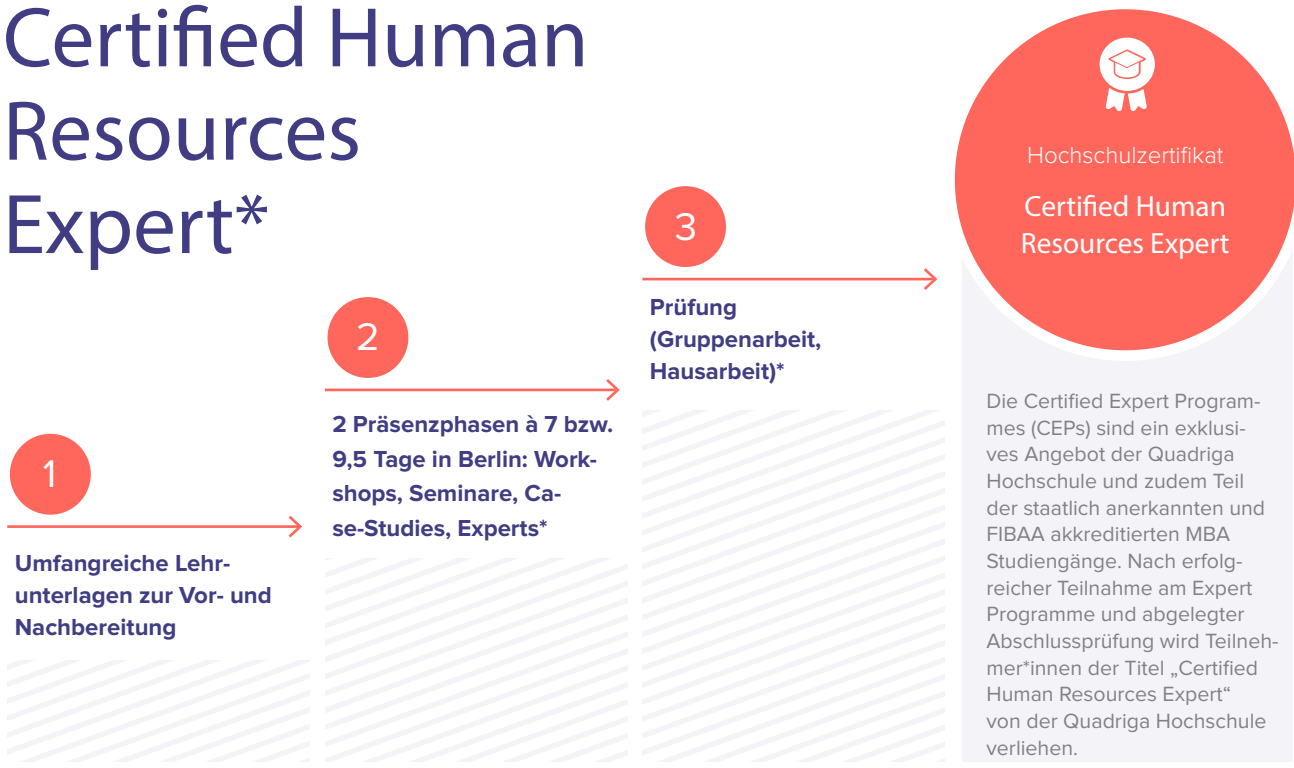 Certified Human
Resources
Expert*
1
Umfangreiche Lehr-
unterlagen zur Vor- und
Nachbereitung
2
2 Präsenzphasen à 7 bzw.
9,5 Tage in Berlin: Work-
shops, Seminare, Ca-
se-Studies, Experts*
3
Prüfung
(Gruppenarbeit,
Hausarbeit)*
Hochschulzertifikat
Certified Human
Resources Expert
Die Certified Expert Program-
mes (CEPs) sind ein exklusi-
ves Angebot der Quadriga
Hochschule und zudem Teil
der staatlich anerkannten und
FIBAA akkreditierten MBA
Studiengänge. Nach erfolg-
reicher Teilnahme am Expert
Programme und abgelegter
Abschlussprüfung wird Teilneh-
mer*innen der Titel „Certified
Human Resources Expert“
von der Quadriga Hochschule
verliehen.